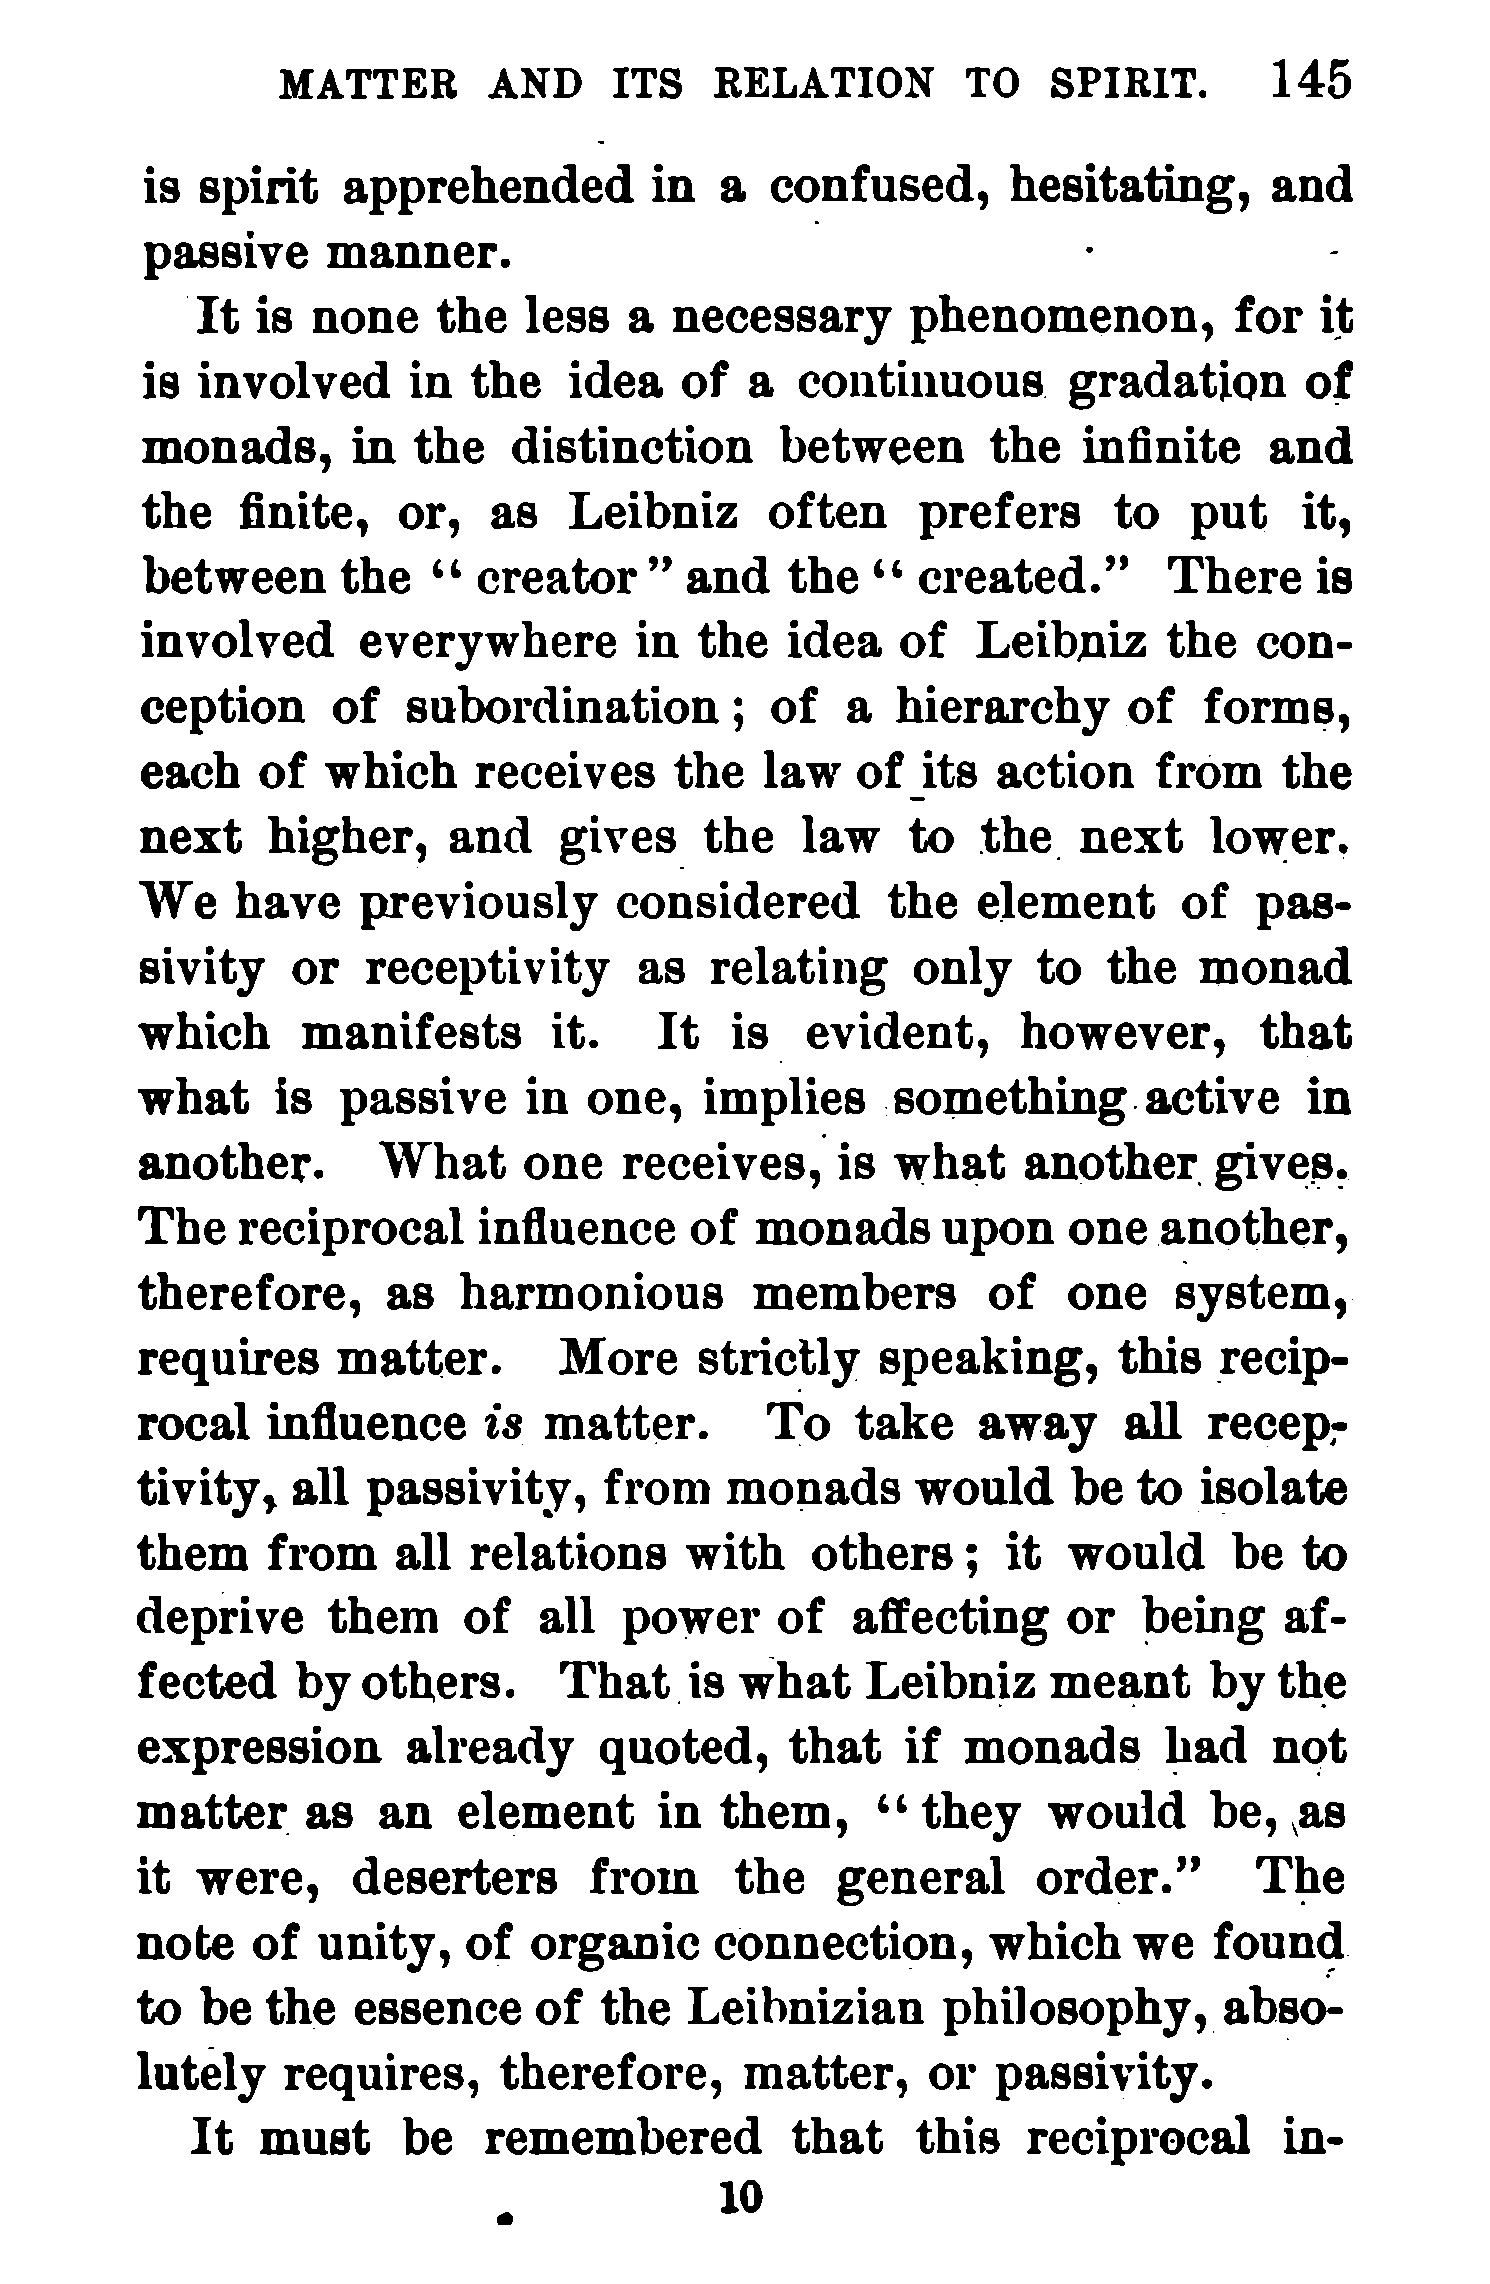 MATTER AND ITS RELATION TO SPIRIT. 145
is spirit apprehended in a confused, hesitating, and
passive manner.
It is none the less a necessary phenomenon, for it
is involved in the idea of a continuous gradation of
monads, in the distinction between the infinite and
the finite, or, as Leibniz often prefers to put it,
between the “ creator ” and the “ created.” There is
involved everywhere in the idea of Leibniz the con-
ception of subordination ; of a hierarchy of forms,
each of which receives the law of its action from the
next higher, and gives the law to the next lower.
We have previously considered the element of pas-
sivity or receptivity as relating only to the monad
which manifests it. It is evident, however, that
what is passive in one, implies something active in
another. What one receives, is what another gives.
The reciprocal influence of monads upon one another,
therefore, as harmonious members of one system,
requires matter. More strictly speaking, this recip-
rocal influence is matter. To take away all recep-
tivity, all passivity, from monads would be to isolate
them from all relations with others ; it would be to
deprive them of all power of affecting or being af-
fected by others. That is what Leibniz meant by the
expression already quoted, that if monads had not
matter as an element in them, “ they would be, as
it were, deserters from the general order.” The
note of unity, of organic connection, which we found
to be the essence of the Leibnizian philosophy, abso-
lutely requires, therefore, matter, or passivity.
It must be remembered that this reciprocal in-
10